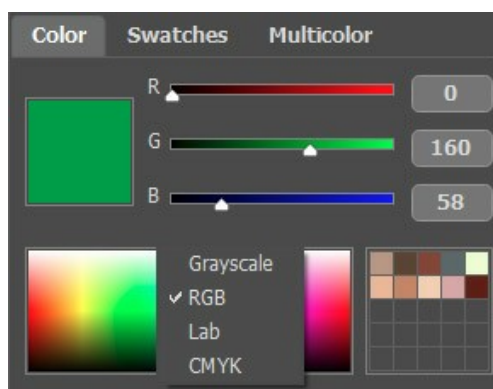 Color Swatches Multicolor
R 0
G 160
B 58
Grayscale
RGB
Lab
CMYK